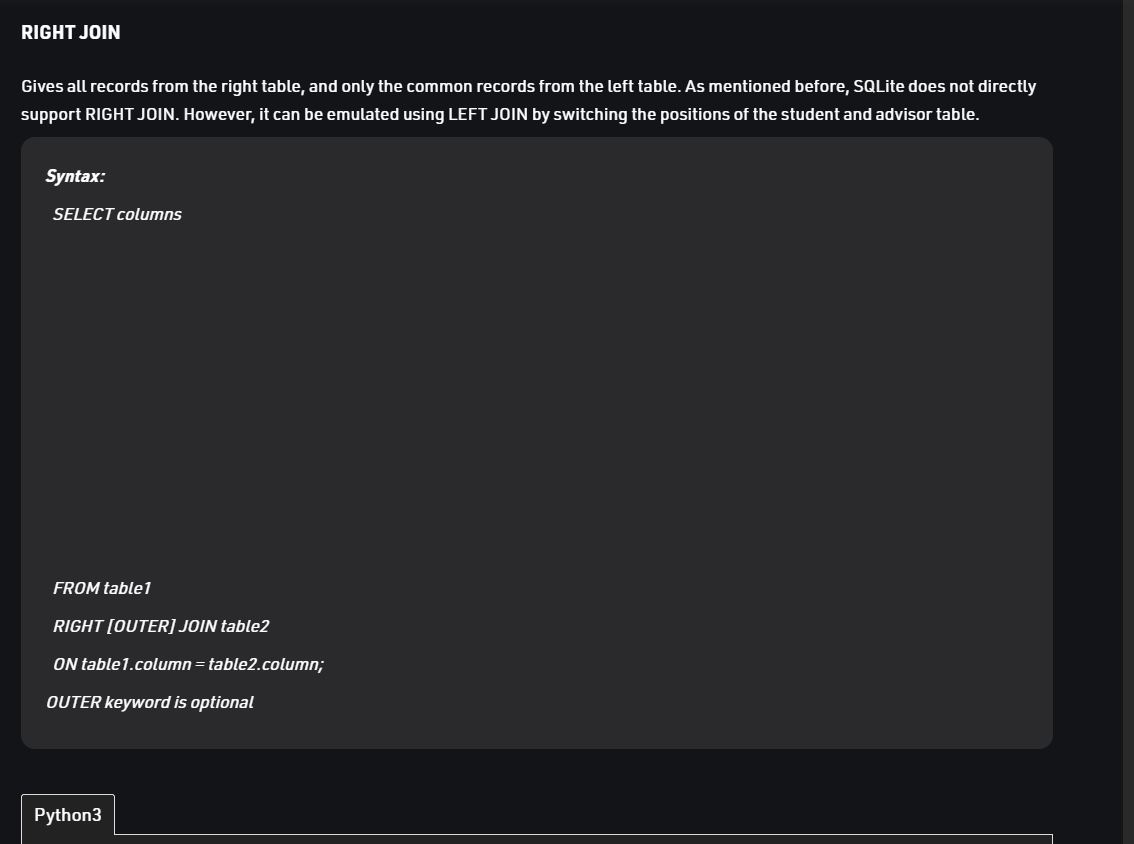 RIGHT JOIN
Gives all records from the right table, and only the common records from the left table. As mentioned before, SQLite does not directly
support RIGHT JOIN. However, it can be emulated using LEFT JOIN by switching the positions of the student and advisor table.
Syntax:
SELECT columns
FROM table1
RIGHT [OUTER] JOIN table2
ON table1.column = table2.column;
OUTER keyword is optional
Python3